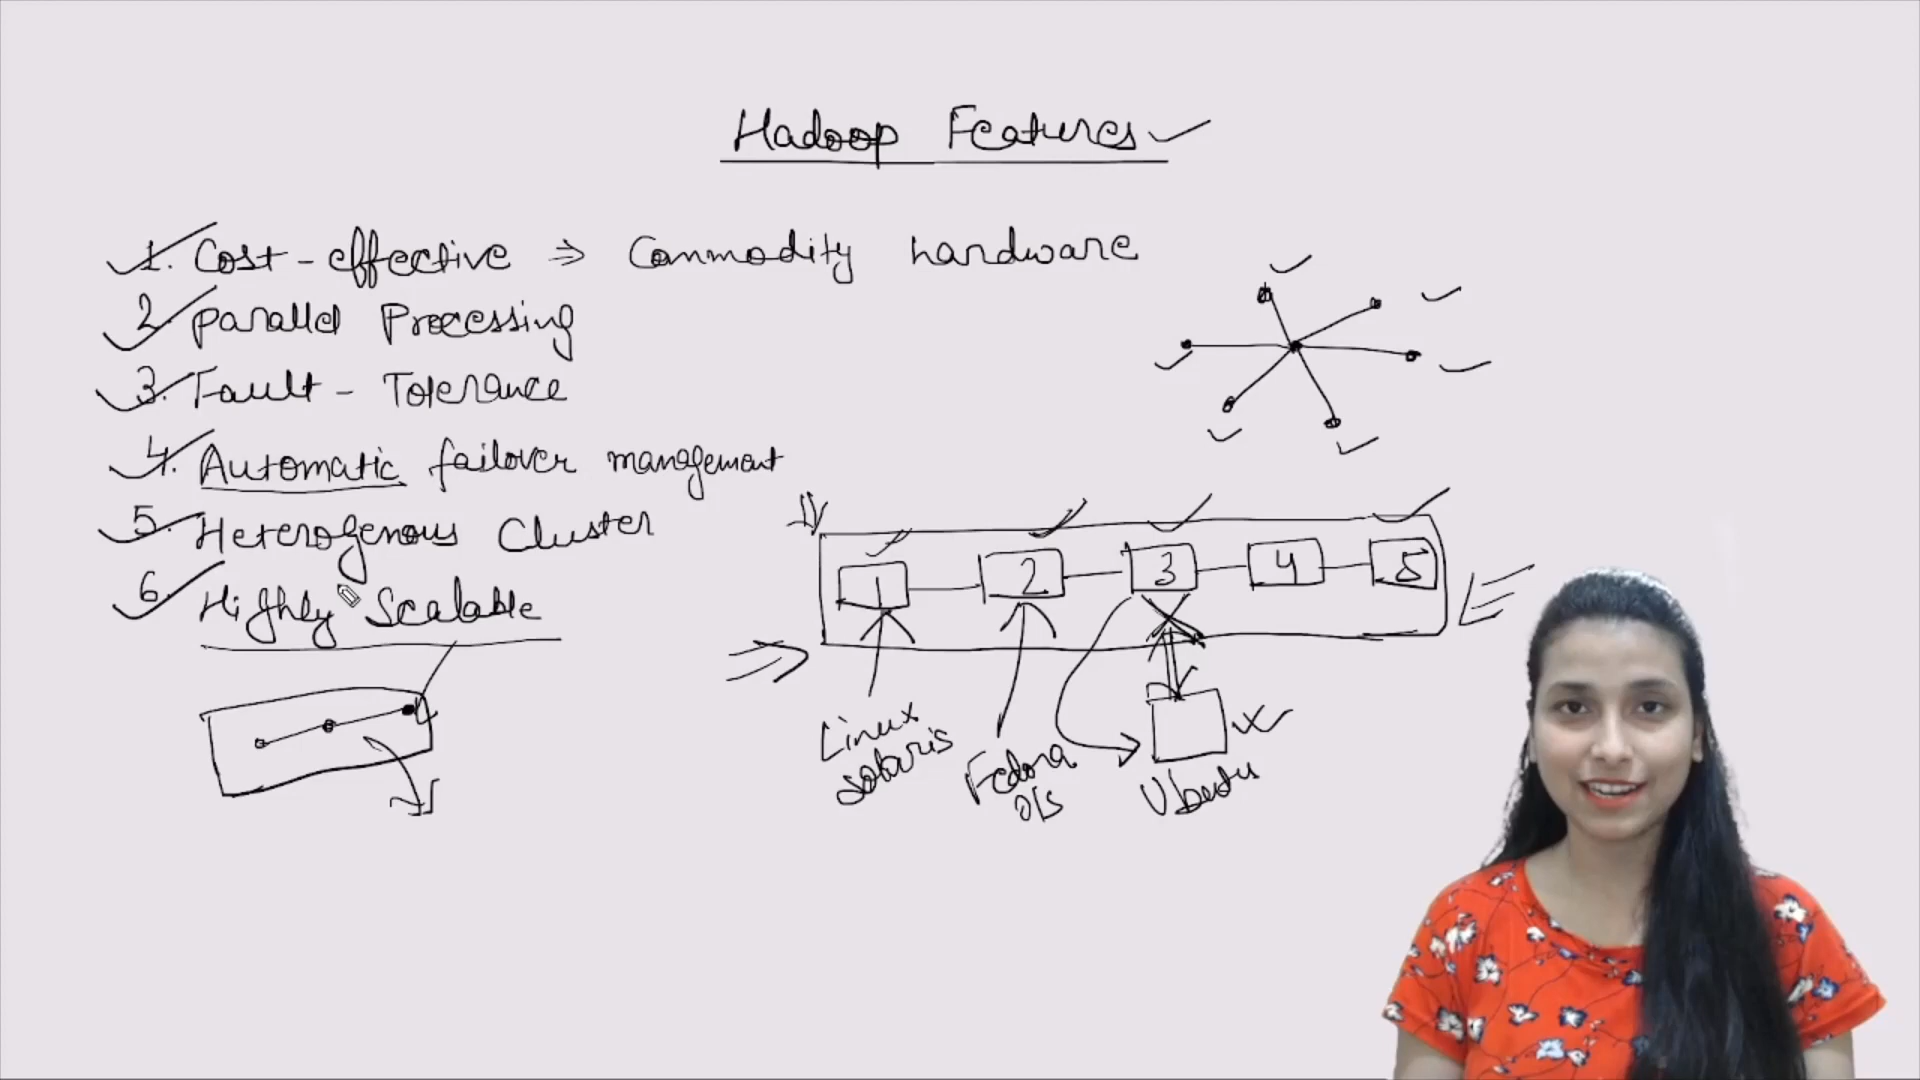 Hadoop Features
1. Cost-effective ⇒ Commodity hardware
2. Parallel Processing
3. Fault-Tolerance
4. Automatic failover management
5. Heterogenous Cluster
6. Highly Scalable
1 2 3 4 5
Linux
solaris
Fedora
O/S